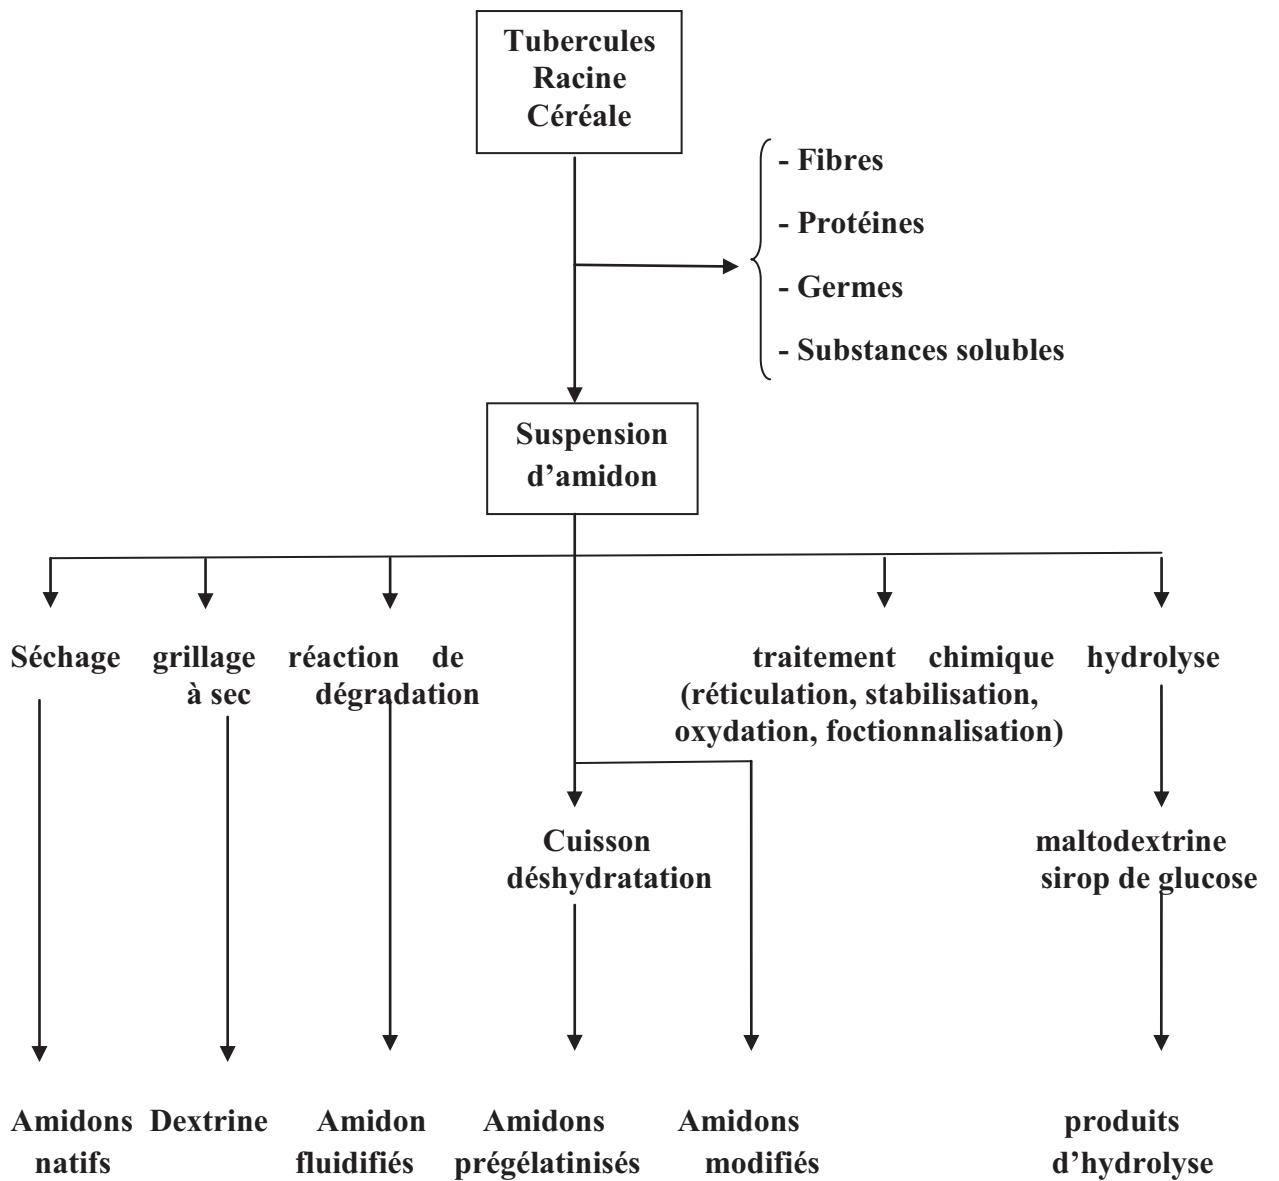 Tubercules
Racine
Céréale
- Fibres
- Protéines
- Germes
- Substances solubles
Suspension
d’amidon
Séchage
grillage
à sec
réaction de
dégradation
traitement chimique
(réticulation, stabilisation,
oxydation, foctionnalisation)
hydrolyse
Cuisson
déshydratation
maltodextrine
sirop de glucose
Amidons
natifs
Dextrine
Amidon
fluidifiés
Amidons
prégélatinisés
Amidons
modifiés
produits
d’hydrolyse